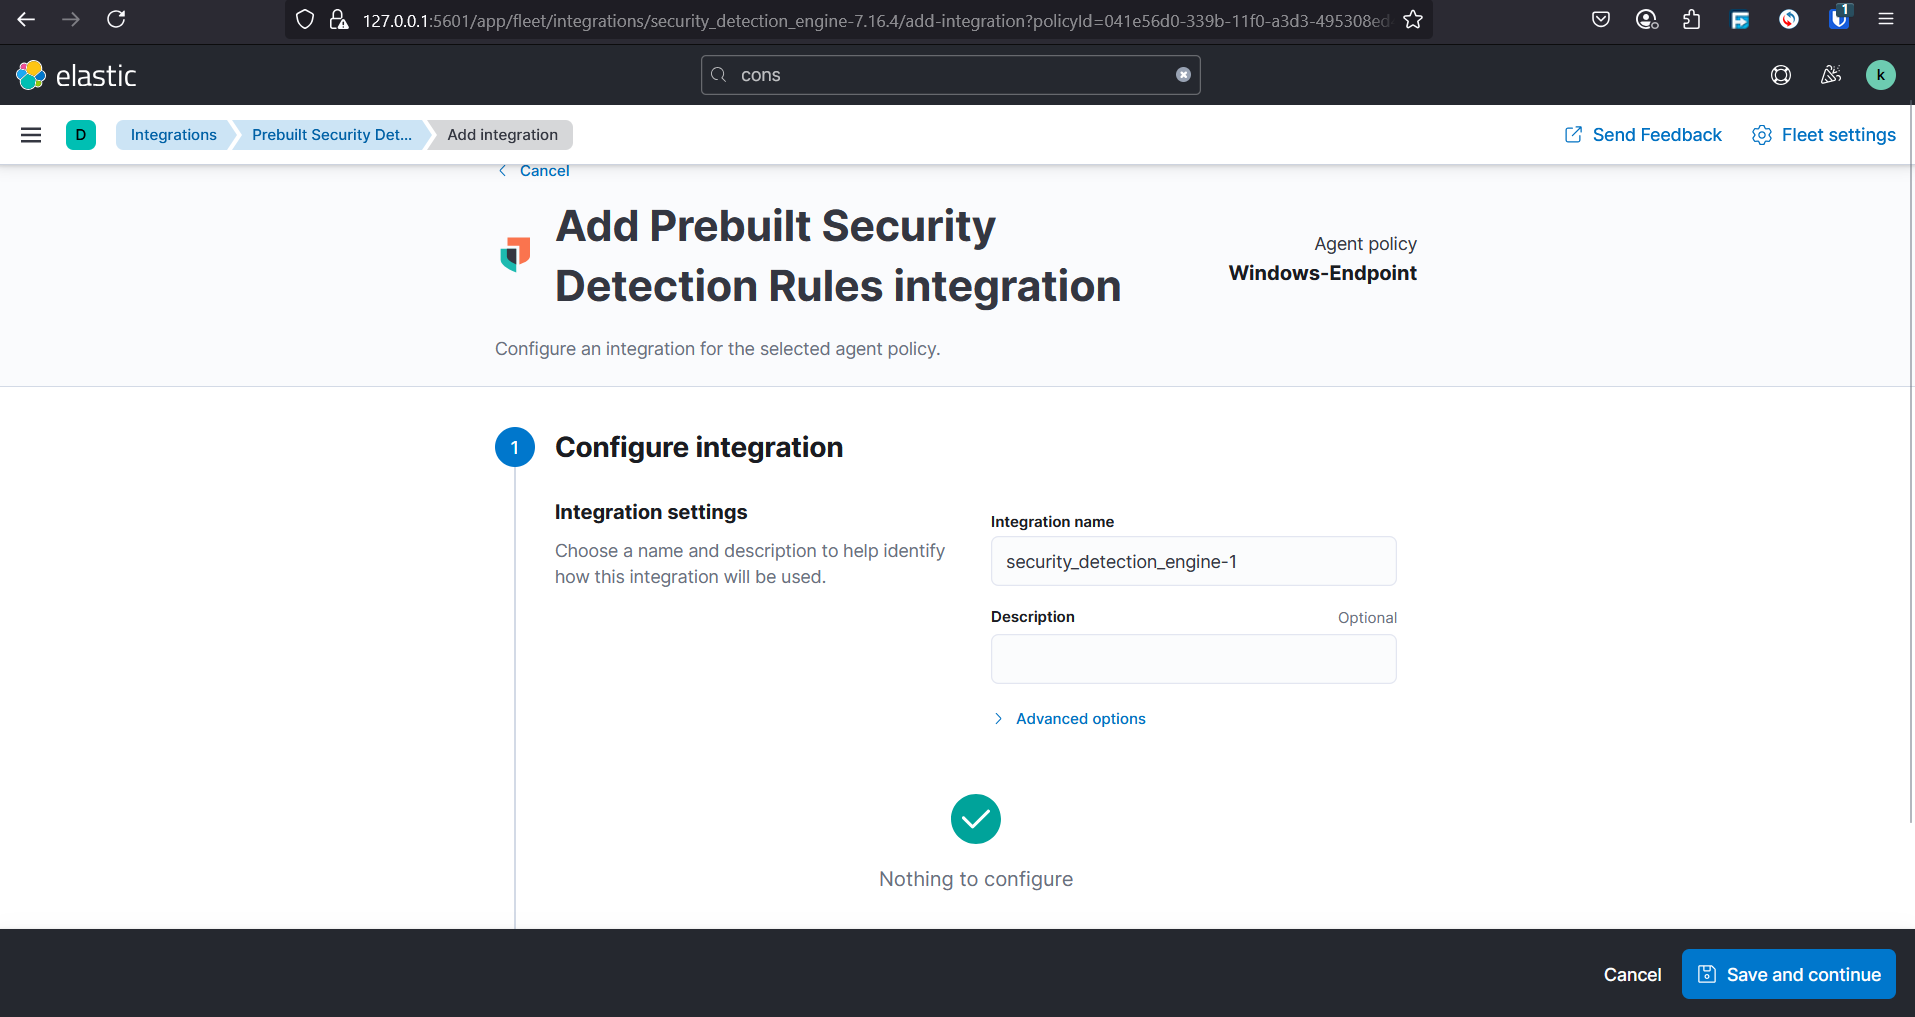 127.0.0.1:5601/app/fleet/integrations/security_detection_engine-7.16.4/add-integration?policyId=041e56d0-339b-11f0-a3d3-495308ed
1
elastic
cons
k
D
Integrations
Prebuilt Security Det...
Add integration
Send Feedback
Fleet settings
Cancel
Add Prebuilt Security
Detection Rules integration
Agent policy
Windows-Endpoint
Configure an integration for the selected agent policy.
1
Configure integration
Integration settings
Choose a name and description to help identify
how this integration will be used.
Integration name
security_detection_engine-1
Description
Optional
Advanced options
Nothing to configure
Cancel
Save and continue